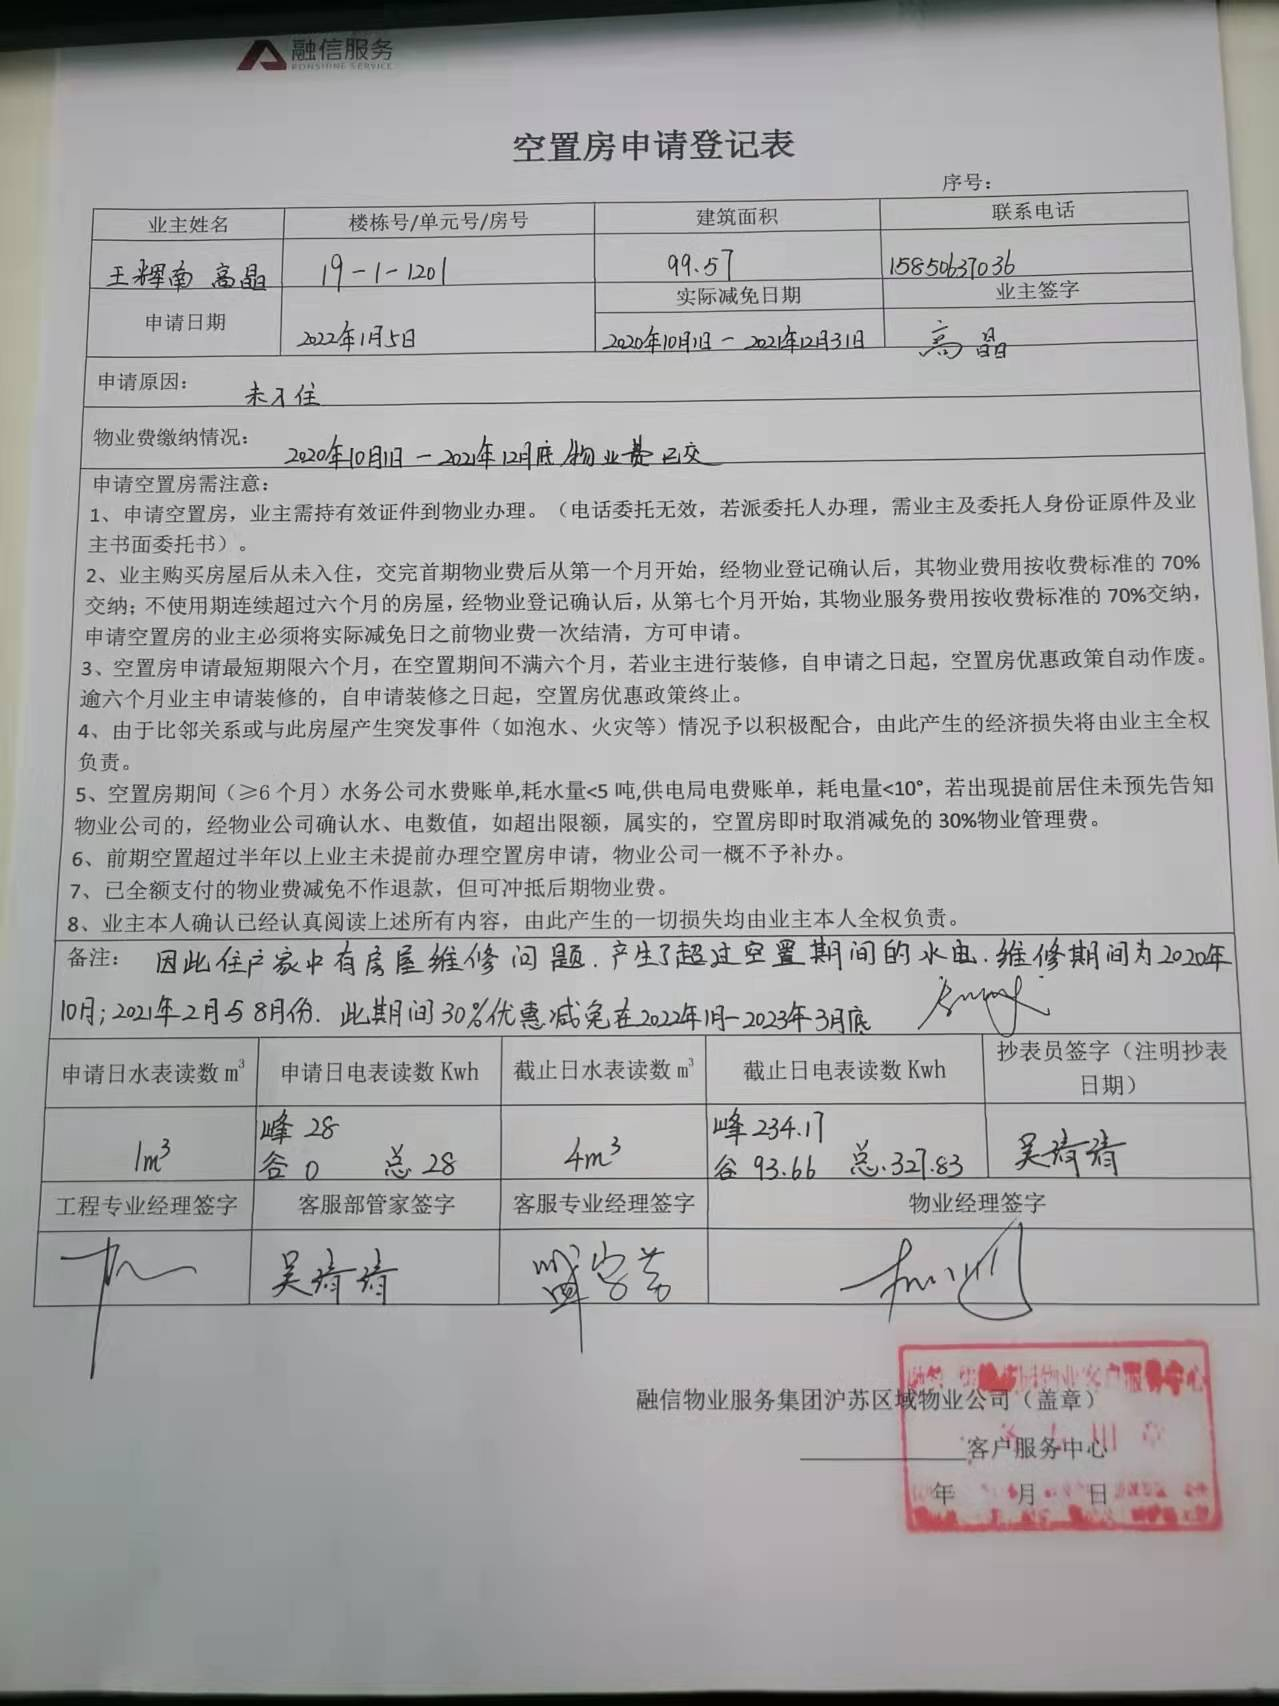 融信服务
RONSHINE SERVICE
空置房申请登记表
序号：
业主姓名 楼栋号/单元号/房号 建筑面积 联系电话
王辉南 高晶 19-1-1201 99.57 15850637036
申请日期 2022年1月5日 实际减免日期 业主签字
2020年10月1日-2021年12月31日 高晶
申请原因： 未入住
物业费缴纳情况： 2020年10月1日-2021年12月底物业费已交
申请空置房需注意：
1、申请空置房，业主需持有效证件到物业办理。（电话委托无效，若派委托人办理，需业主及委托人身份证原件及业
主书面委托书）。
2、业主购买房屋后从未入住，交完首期物业费后从第一个月开始，经物业登记确认后，其物业费用按收费标准的 70%
交纳；不使用期连续超过六个月的房屋，经物业登记确认后，从第七个月开始，其物业服务费用按收费标准的 70%交纳，
申请空置房的业主必须将实际减免日之前物业费一次结清，方可申请。
3、空置房申请最短期限六个月，在空置期间不满六个月，若业主进行装修，自申请之日起，空置房优惠政策自动作废。
逾六个月业主申请装修的，自申请装修之日起，空置房优惠政策终止。
4、由于比邻关系或与此房屋产生突发事件（如泡水、火灾等）情况予以积极配合，由此产生的经济损失将由业主全权
负责。
5、空置房期间（≥6 个月）水务公司水费账单,耗水量<5 吨,供电局电费账单，耗电量<10°，若出现提前居住未预先告知
物业公司的，经物业公司确认水、电数值，如超出限额，属实的，空置房即时取消减免的 30%物业管理费。
6、前期空置超过半年以上业主未提前办理空置房申请，物业公司一概不予补办。
7、已全额支付的物业费减免不作退款，但可冲抵后期物业费。
8、业主本人确认已经认真阅读上述所有内容，由此产生的一切损失均由业主本人全权负责。
备注： 因此住户家中有房屋维修问题.产生了超过空置期间的水电.维修期间为2020年
10月;2021年2月与8月份.此期间30%优惠减免在2022年1月-2023年3月底
申请日水表读数 m³ 申请日电表读数 Kwh 截止日水表读数 m³ 截止日电表读数 Kwh 抄表员签字（注明抄表
日期）
1m³ 峰 28 4m³ 峰 234.17 吴琦琦
谷 0 总 28 谷 93.66 总.327.83
工程专业经理签字 客服部管家签字 客服专业经理签字 物业经理签字
吴琦琦
融信物业服务集团沪苏区域物业公司（盖章）
客户服务中心
年 月 日